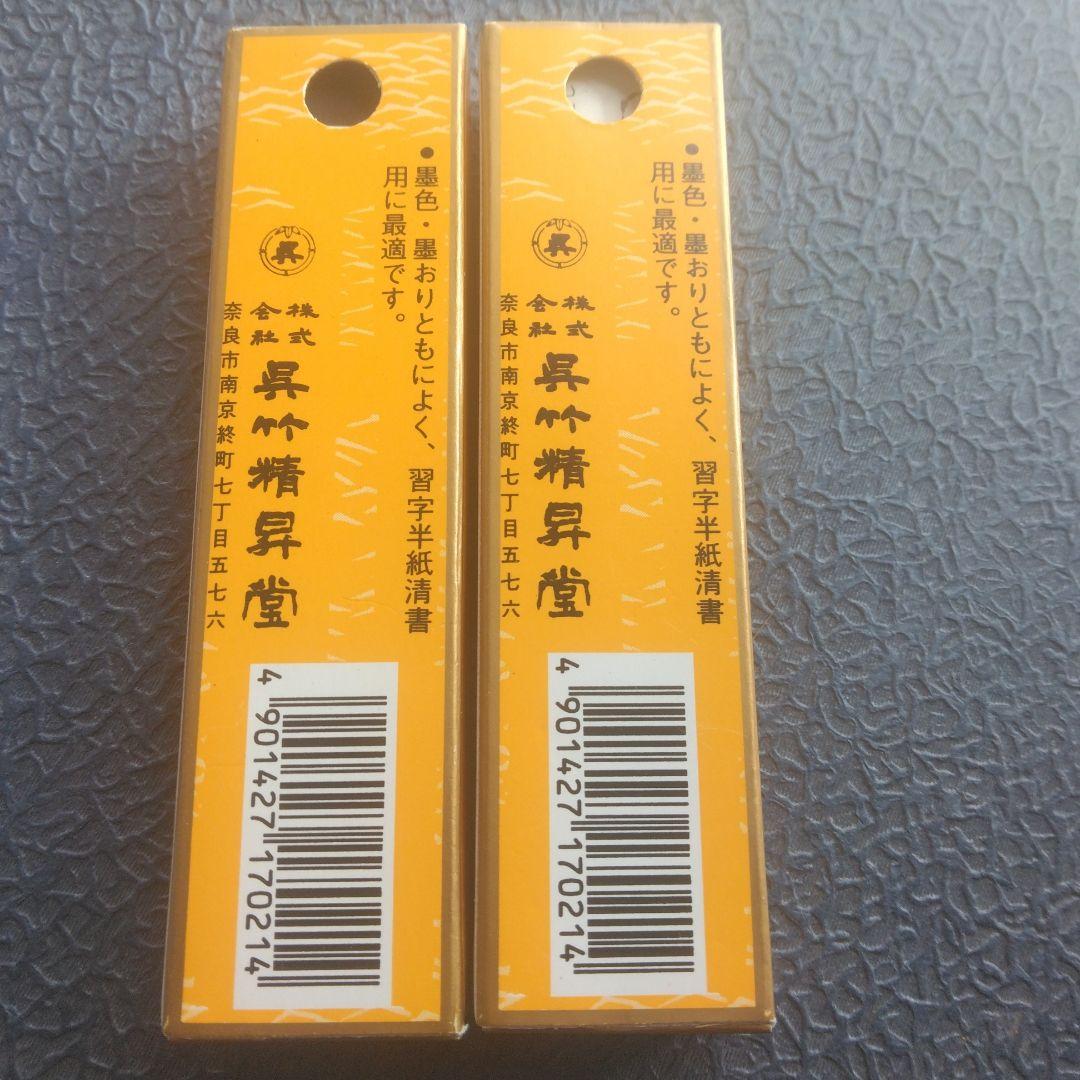 ●墨色・墨おりともによく、習字半紙清書
用に最適です。
呉
株式
会社
呉竹精昇堂
奈良市南京終町七丁目五七六
4 901427 170214
●墨色・墨おりともによく、習字半紙清書
用に最適です。
呉
株式
会社
呉竹精昇堂
奈良市南京終町七丁目五七六
4 901427 170214